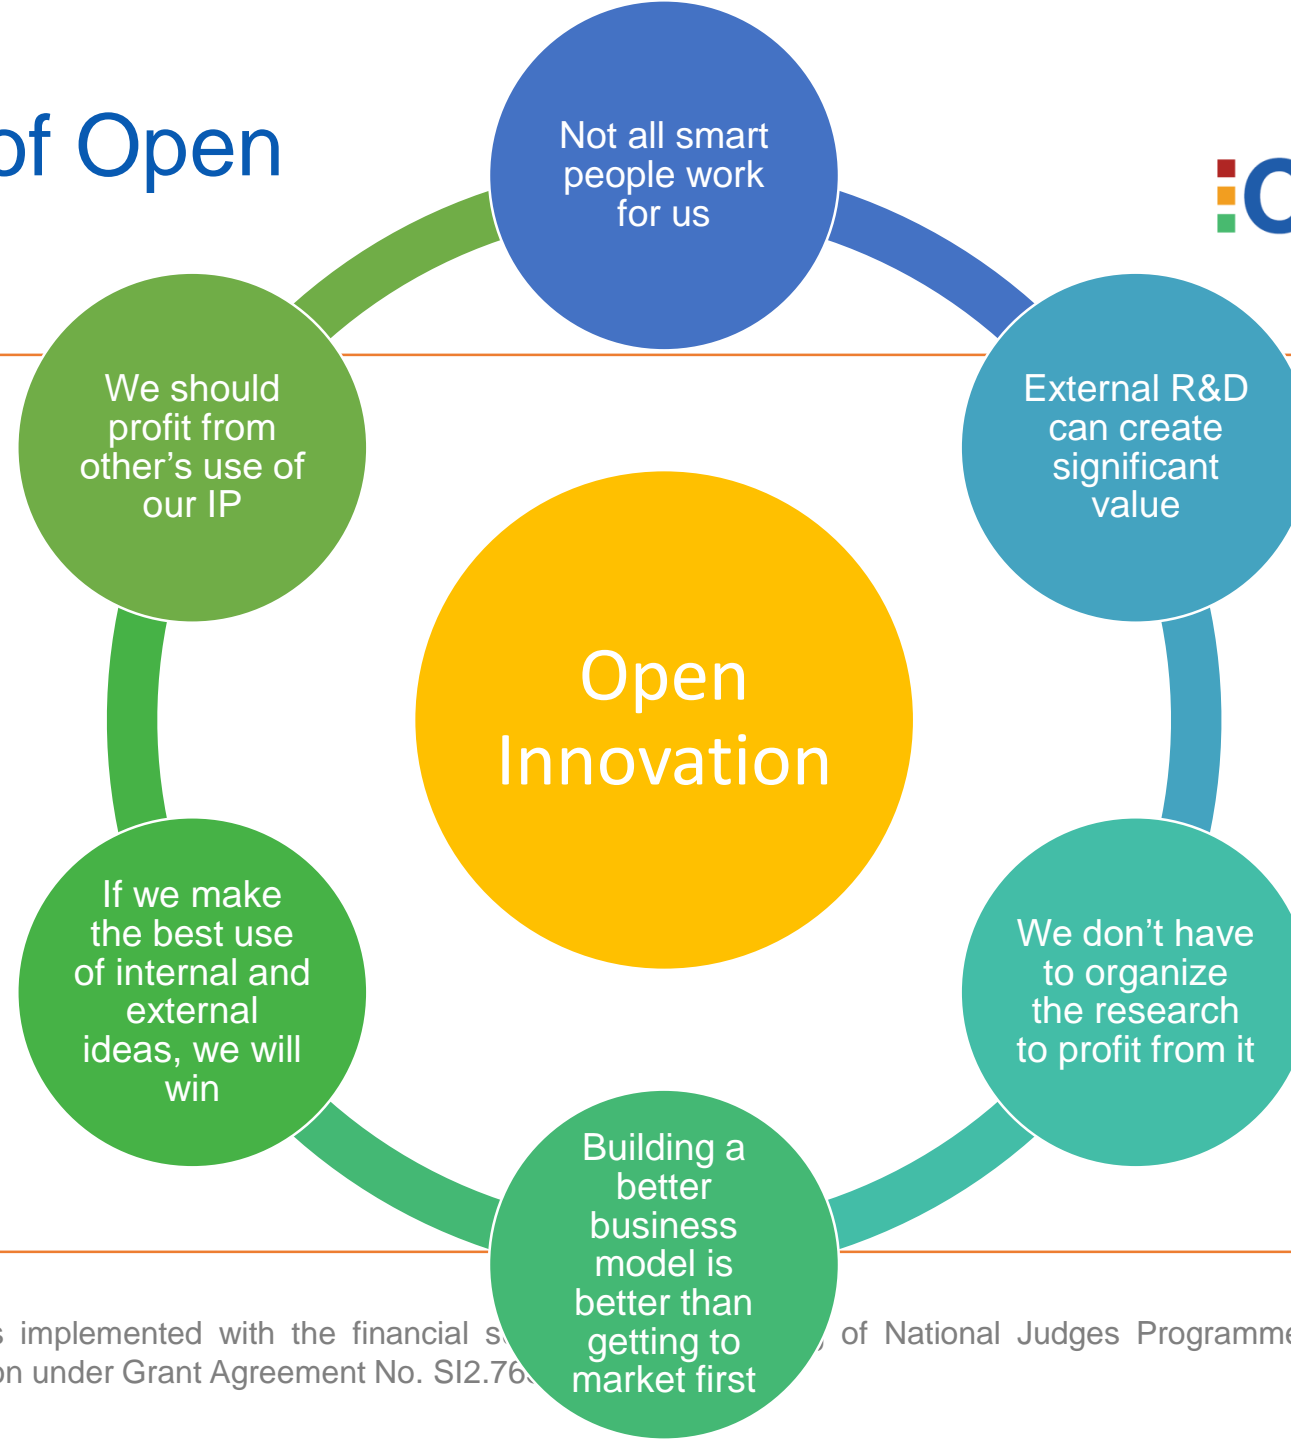 of Open
Not all smart
people work
for us
External R&D
can create
significant
value
We don’t have
to organize
the research
to profit from it
Building a
better
business
model is
better than
getting to
market first
If we make
the best use
of internal and
external
ideas, we will
win
We should
profit from
other’s use of
our IP
Open
Innovation
implemented with the financial of National Judges Programme
under Grant Agreement No.